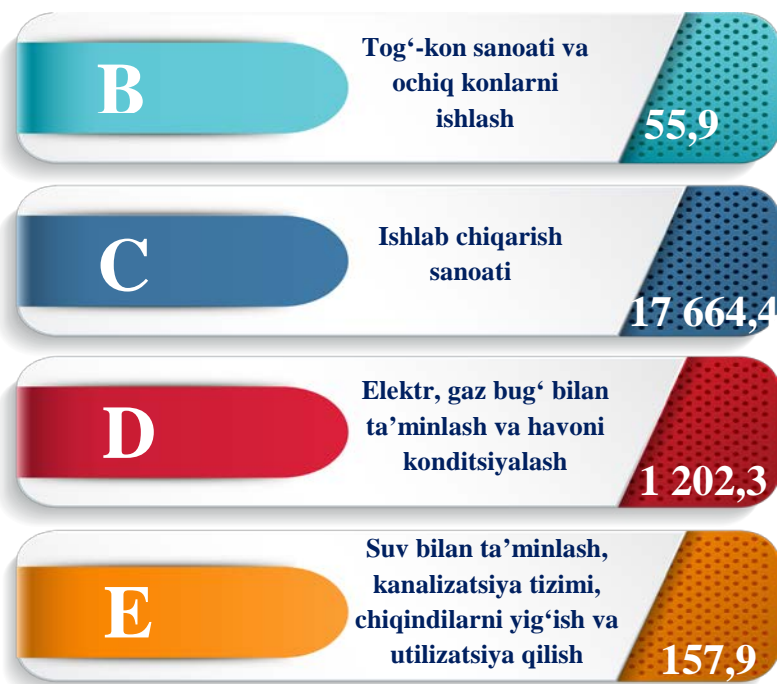 B
Tog‘-kon sanoati va
ochiq konlarni
ishlash
55,9
C
Ishlab chiqarish
sanoati
17 664,4
D
Elektr, gaz bug‘ bilan
ta’minlash va havoni
konditsiyalash
1 202,3
E
Suv bilan ta’minlash,
kanalizatsiya tizimi,
chiqindilarni yig‘ish va
utilizatsiya qilish
157,9